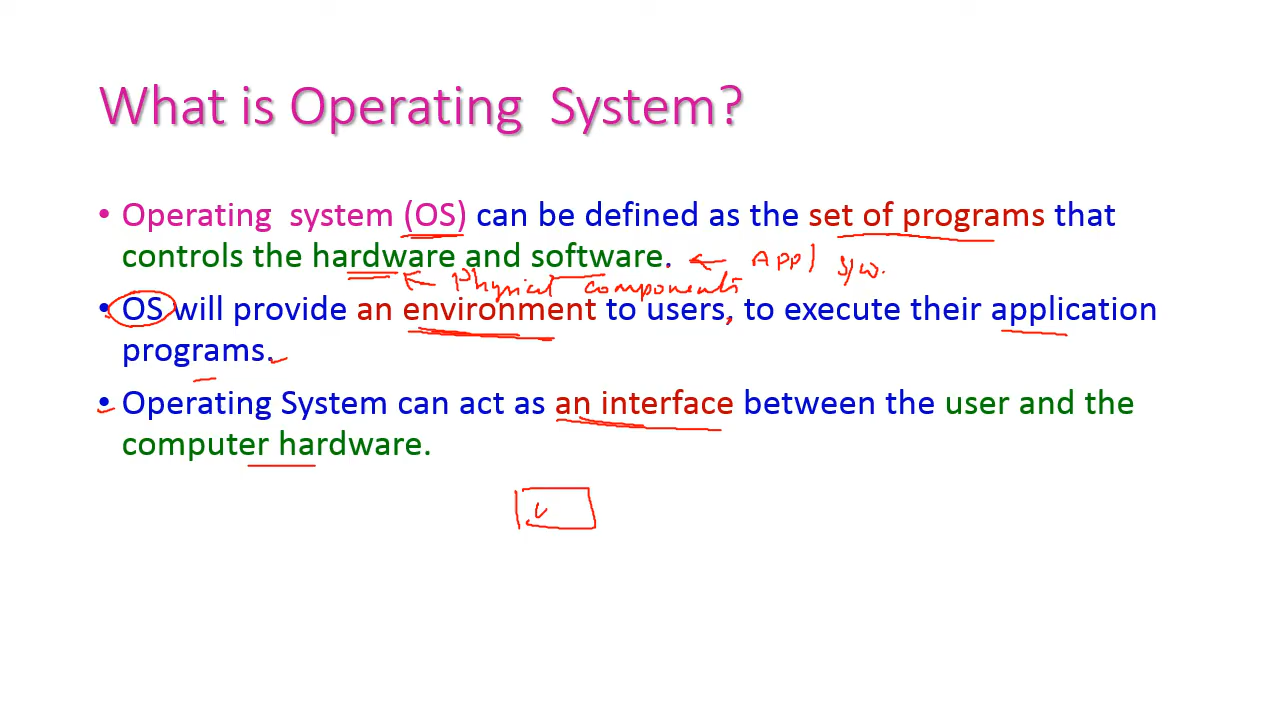 What is Operating System?
• Operating system (OS) can be defined as the set of programs that
controls the hardware and software. ← Appl s/w.
← Physical components
• OS will provide an environment to users, to execute their application
programs.
• Operating System can act as an interface between the user and the
computer hardware.